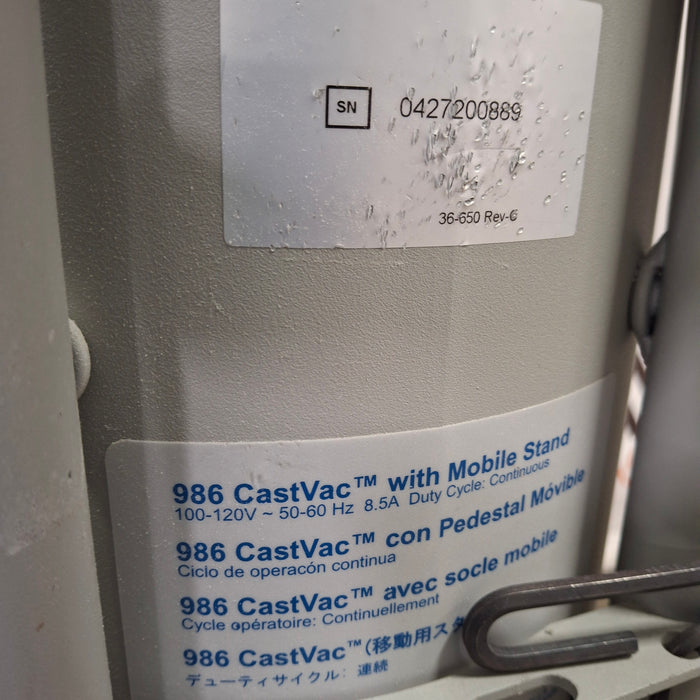 SN 0427200889
36-650 Rev-C
986 CastVac™ with Mobile Stand
100-120V ~ 50-60 Hz 8.5A Duty Cycle: Continuous
986 CastVac™ con Pedestal Móvible
Ciclo de operacón continua
986 CastVac™ avec socle mobile
Cycle opératoire: Continuellement
986 CastVac™(移動用スタ
デューティサイクル: 連続